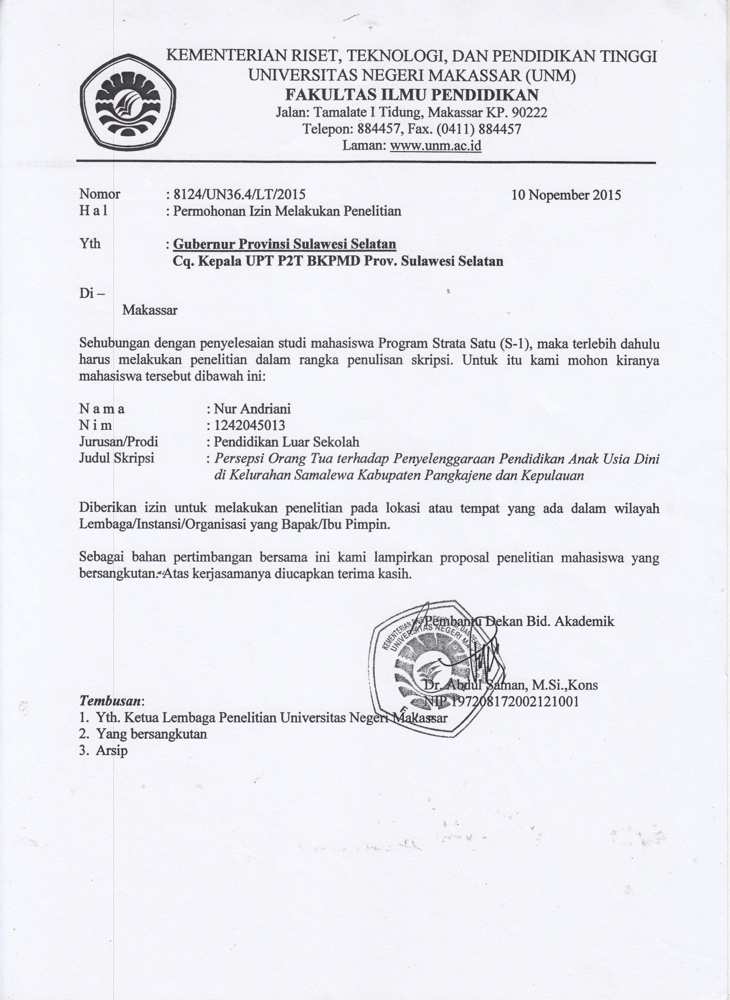 KEMENTERIAN RISET, TEKNOLOGI, DAN PENDIDIKAN TINGGI
UNIVERSITAS NEGERI MAKASSAR (UNM)
FAKULTAS ILMU PENDIDIKAN
Jalan: Tamalate I Tidung, Makassar KP. 90222
Telepon: 884457, Fax. (0411) 884457
Laman: www.unm.ac.id
Nomor : 8124/UN36.4/LT/2015 10 Nopember 2015
H a l : Permohonan Izin Melakukan Penelitian
Yth : Gubernur Provinsi Sulawesi Selatan
Cq. Kepala UPT P2T BKPMD Prov. Sulawesi Selatan
Di –
Makassar
Sehubungan dengan penyelesaian studi mahasiswa Program Strata Satu (S-1), maka terlebih dahulu
harus melakukan penelitian dalam rangka penulisan skripsi. Untuk itu kami mohon kiranya
mahasiswa tersebut dibawah ini:
N a m a : Nur Andriani
N i m : 1242045013
Jurusan/Prodi : Pendidikan Luar Sekolah
Judul Skripsi : Persepsi Orang Tua terhadap Penyelenggaraan Pendidikan Anak Usia Dini
di Kelurahan Samalewa Kabupaten Pangkajene dan Kepulauan
Diberikan izin untuk melakukan penelitian pada lokasi atau tempat yang ada dalam wilayah
Lembaga/Instansi/Organisasi yang Bapak/Ibu Pimpin.
Sebagai bahan pertimbangan bersama ini kami lampirkan proposal penelitian mahasiswa yang
bersangkutan. Atas kerjasamanya diucapkan terima kasih.
Pembantu Dekan Bid. Akademik
KEMENTERIAN RISET, TEKNOLOGI, DAN
UNIVERSITAS NEGERI MAKASSAR
Dr. Abdul Saman, M.Si.,Kons
NIP 197208172002121001
Tembusan:
1. Yth. Ketua Lembaga Penelitian Universitas Negeri Makassar
2. Yang bersangkutan
3. Arsip